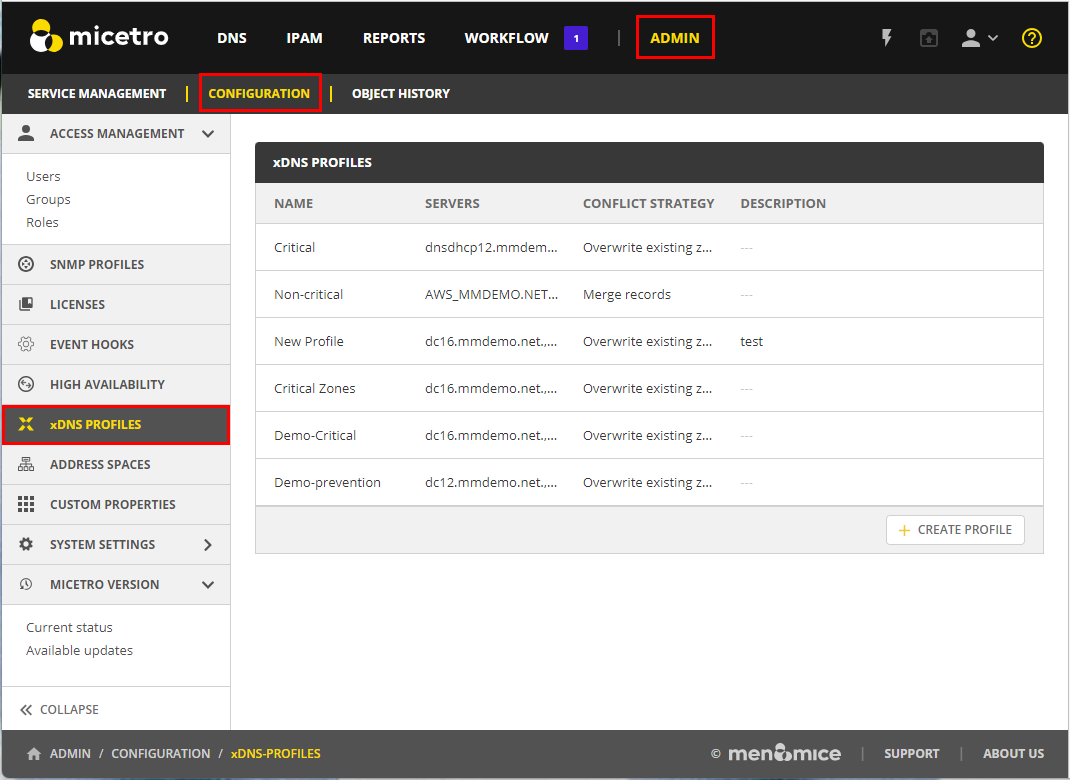 micetro DNS IPAM REPORTS WORKFLOW 1 | ADMIN ?
SERVICE MANAGEMENT | CONFIGURATION | OBJECT HISTORY
ACCESS MANAGEMENT
Users
Groups
Roles
SNMP PROFILES
LICENSES
EVENT HOOKS
HIGH AVAILABILITY
xDNS PROFILES
ADDRESS SPACES
CUSTOM PROPERTIES
SYSTEM SETTINGS
MICETRO VERSION
Current status
Available updates
COLLAPSE
xDNS PROFILES
NAME SERVERS CONFLICT STRATEGY DESCRIPTION
Critical dnsdhcp12.mmdem... Overwrite existing z... ---
Non-critical AWS_MMDEMO.NET... Merge records ---
New Profile dc16.mmdemo.net.,... Overwrite existing z... test
Critical Zones dc16.mmdemo.net.,... Overwrite existing z... ---
Demo-Critical dc16.mmdemo.net.,... Overwrite existing z... ---
Demo-prevention dc12.mmdemo.net.,... Overwrite existing z... ---
+ CREATE PROFILE
ADMIN / CONFIGURATION / xDNS-PROFILES © men&mice | SUPPORT | ABOUT US